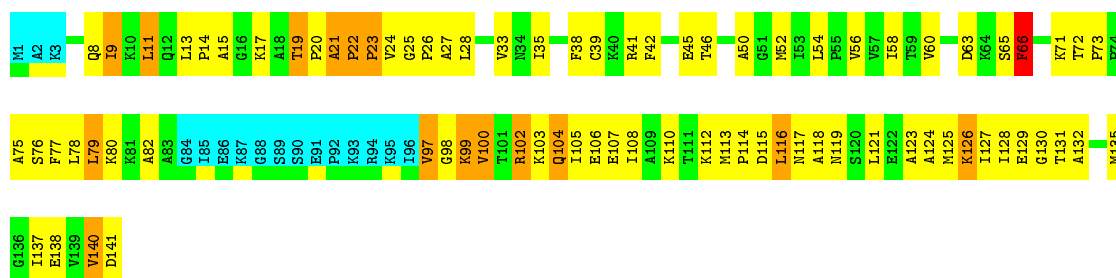 M1 A2 K3 Q8 I9 K10 L11 Q12 L13 P14 A15 G16 K17 A18 T19 P20 A21 P22 P23 V24 G25 P26 A27 L28 V33 N34 I35 F38 C39 K40 R41 F42 E45 T46 A50 G51 M52 I53 L54 P55 V56 V57 I58 T59 V60 D63 K64 S65 F66 K71 T72 P73 P74
A75 S76 F77 L78 L79 K80 K81 A82 A83 G84 I85 E86 K87 G88 S89 S90 E91 P92 K93 R94 K95 I96 V97 G98 K99 V100 T101 R102 K103 Q104 I105 E106 E107 I108 A109 K110 T111 K112 M113 P114 D115 L116 N117 A118 N119 S120 L121 E122 A123 A124 M125 K126 I127 I128 E129 G130 T131 A132 M135
G136 I137 E138 V139 V140 D141